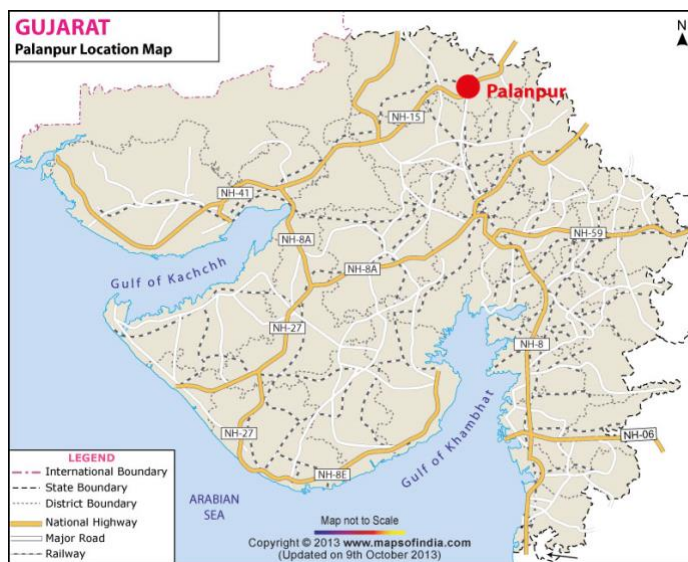 GUJARAT
Palanpur Location Map
N
Palanpur
NH-15
NH-41
NH-8A
NH-59
NH-8A
Gulf of Kachchh
NH-27
NH-8
Gulf of Khambhat
NH-27
NH-06
NH-8E
ARABIAN
SEA
LEGEND
International Boundary
State Boundary
District Boundary
National Highway
Major Road
Railway
Map not to Scale
Copyright © 2013 www.mapsofindia.com
(Updated on 9th October 2013)